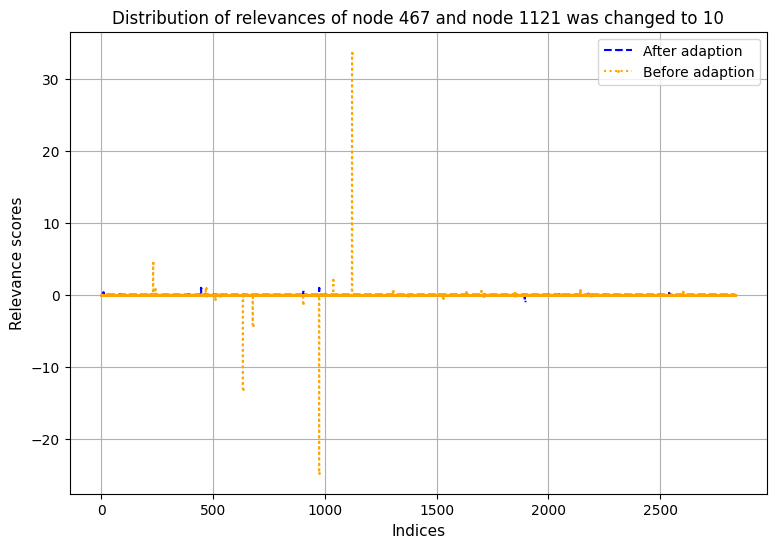 Distribution of relevances of node 467 and node 1121 was changed to 10
After adaption
Before adaption
30
20
10
0
−10
−20
Relevance scores
0 500 1000 1500 2000 2500
Indices